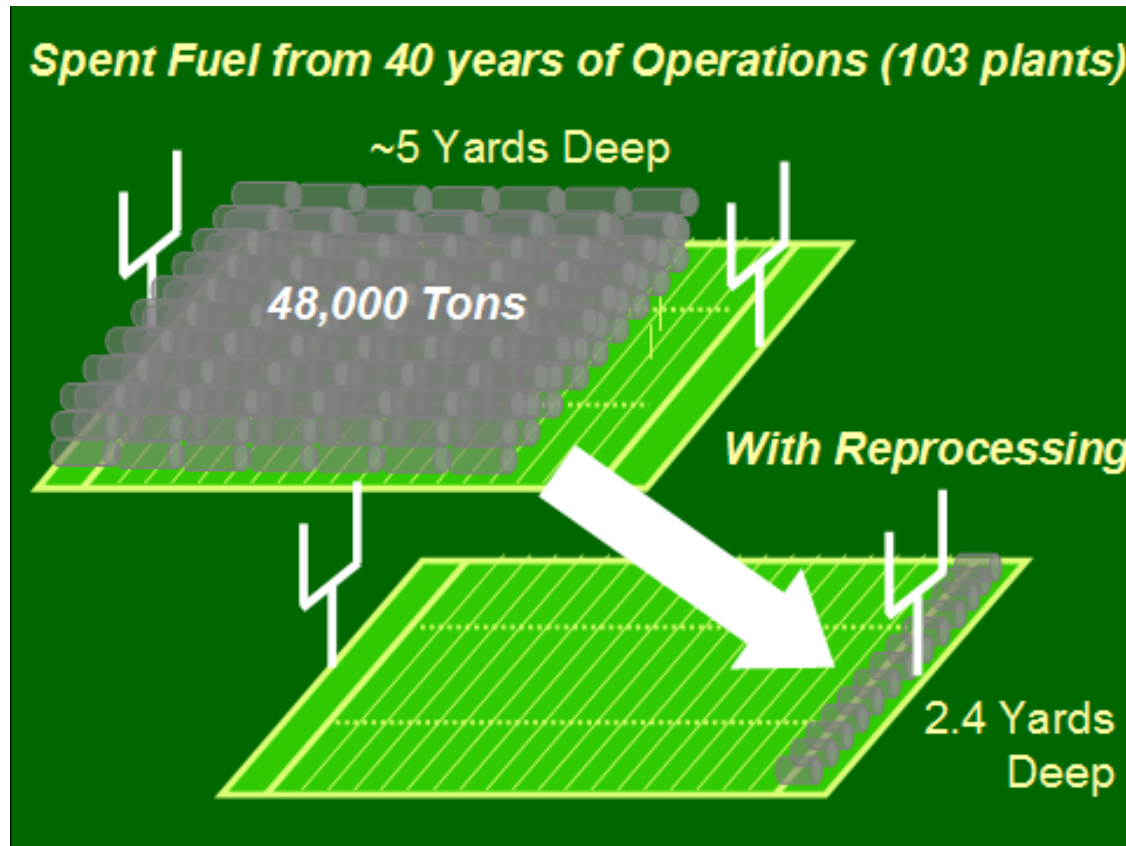 Spent Fuel from 40 years of Operations (103 plants)
~5 Yards Deep
48,000 Tons
With Reprocessing
2.4 Yards
Deep